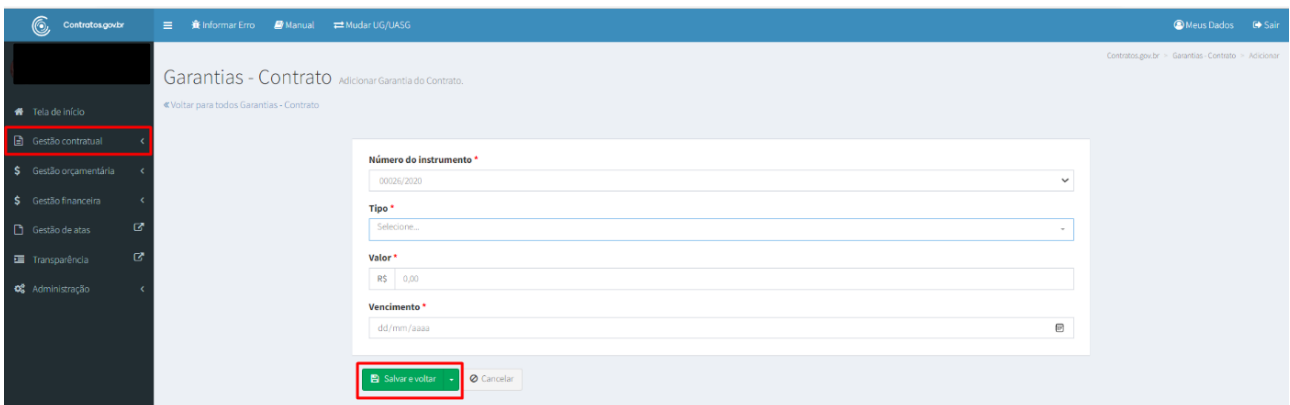 Contratos.gov.br
Informar Erro Manual Mudar UG/UASG
Meus Dados Sair
Contratos.gov.br > Garantias - Contrato > Adicionar
Garantias - Contrato Adicionar Garantia do Contrato.
Voltar para todos Garantias - Contrato
Tela de início
Gestão contratual
Gestão orçamentária
Gestão financeira
Gestão de atas
Transparência
Administração
Número do instrumento *
00026/2020
Tipo *
Selecione...
Valor *
R$ 0,00
Vencimento *
dd/mm/aaaa
Salvar e voltar
Cancelar